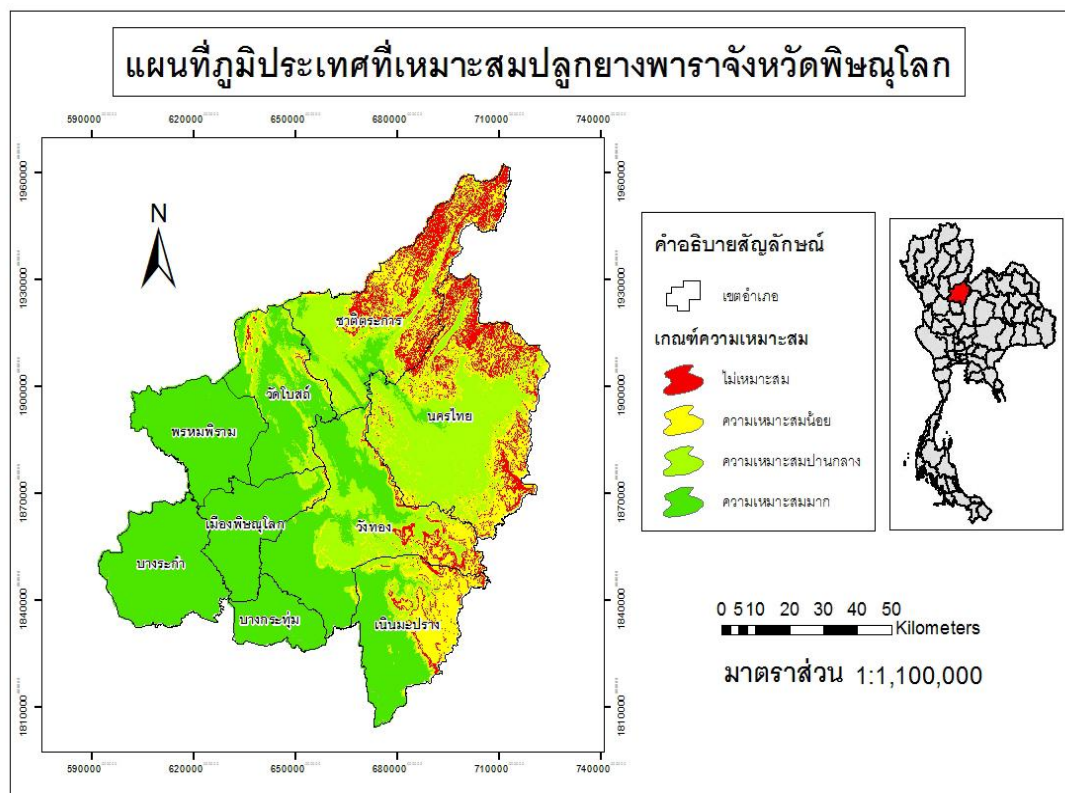 แผนที่ภูมิประเทศที่เหมาะสมปลูกยางพาราจังหวัดพิษณุโลก
590000 620000 650000 680000 710000 740000
1960000
1930000
1900000
1870000
1840000
1810000
1960000
1930000
1900000
1870000
1840000
1810000
N
ชาติตระการ
วัดโบสถ์
นครไทย
พรหมพิราม
เมืองพิษณุโลก
วังทอง
บางระกำ
บางกระทุ่ม
เนินมะปราง
590000 620000 650000 680000 710000 740000
คำอธิบายสัญลักษณ์
เขตอำเภอ
เกณฑ์ความเหมาะสม
ไม่เหมาะสม
ความเหมาะสมน้อย
ความเหมาะสมปานกลาง
ความเหมาะสมมาก
0 5 10 20 30 40 50
Kilometers
มาตราส่วน 1:1,100,000